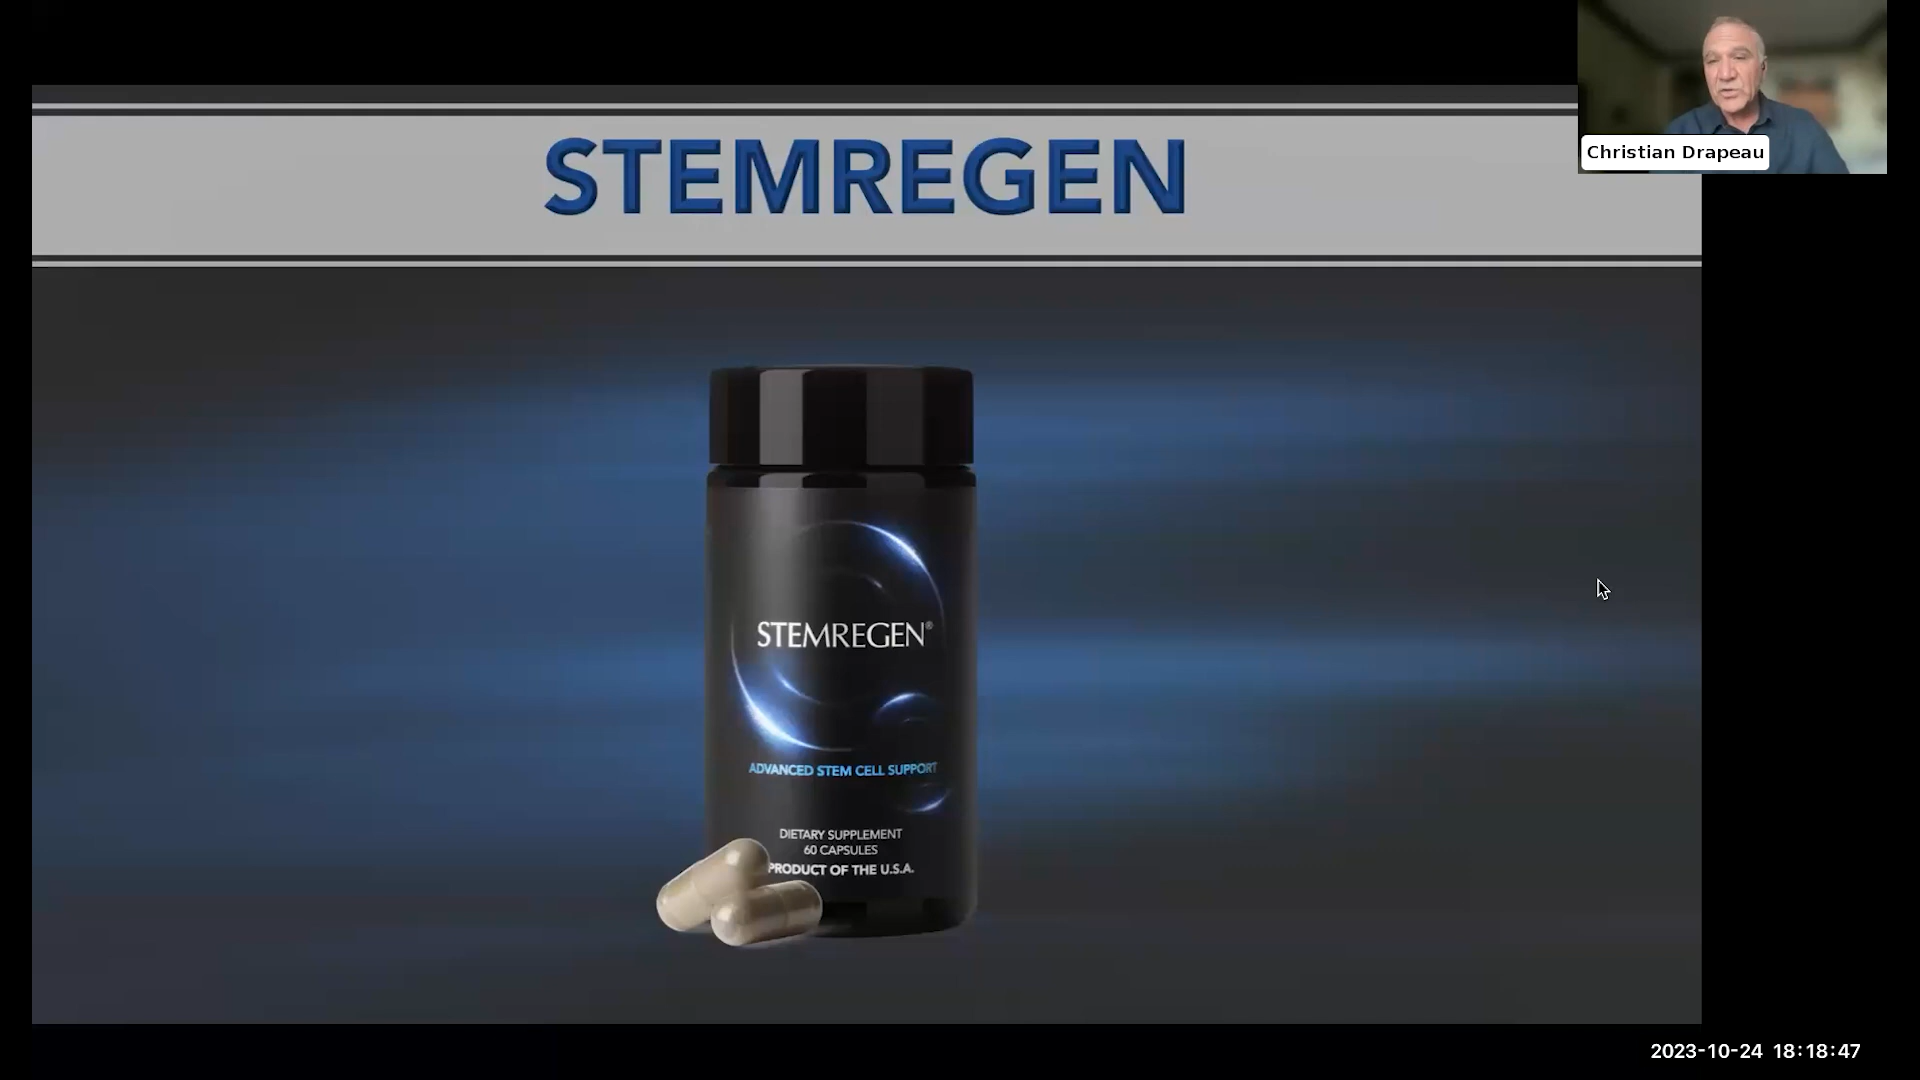 STEMREGEN
Christian Drapeau
STEMREGEN®
ADVANCED STEM CELL SUPPORT
DIETARY SUPPLEMENT
60 CAPSULES
PRODUCT OF THE U.S.A.
2023-10-24 18:18:47